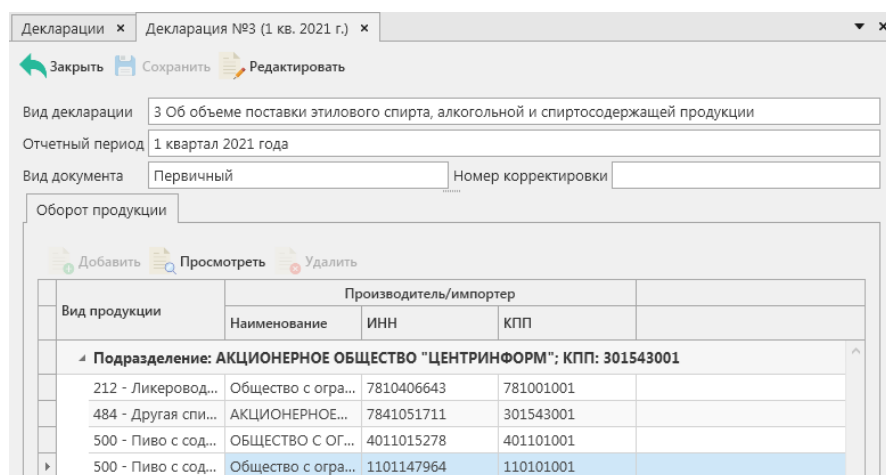 Декларации × Декларация №3 (1 кв. 2021 г.) ×
Закрыть Сохранить Редактировать
Вид декларации 3 Об объеме поставки этилового спирта, алкогольной и спиртосодержащей продукции
Отчетный период 1 квартал 2021 года
Вид документа Первичный Номер корректировки
Оборот продукции
Добавить Просмотреть Удалить
Производитель/импортер
Вид продукции
Наименование ИНН КПП
Подразделение: АКЦИОНЕРНОЕ ОБЩЕСТВО "ЦЕНТРИНФОРМ"; КПП: 301543001
212 - Ликеровод... Общество с огра... 7810406643 781001001
484 - Другая спи... АКЦИОНЕРНОЕ... 7841051711 301543001
500 - Пиво с сод... ОБЩЕСТВО С ОГ... 4011015278 401101001
500 - Пиво с сод... Общество с огра... 1101147964 110101001